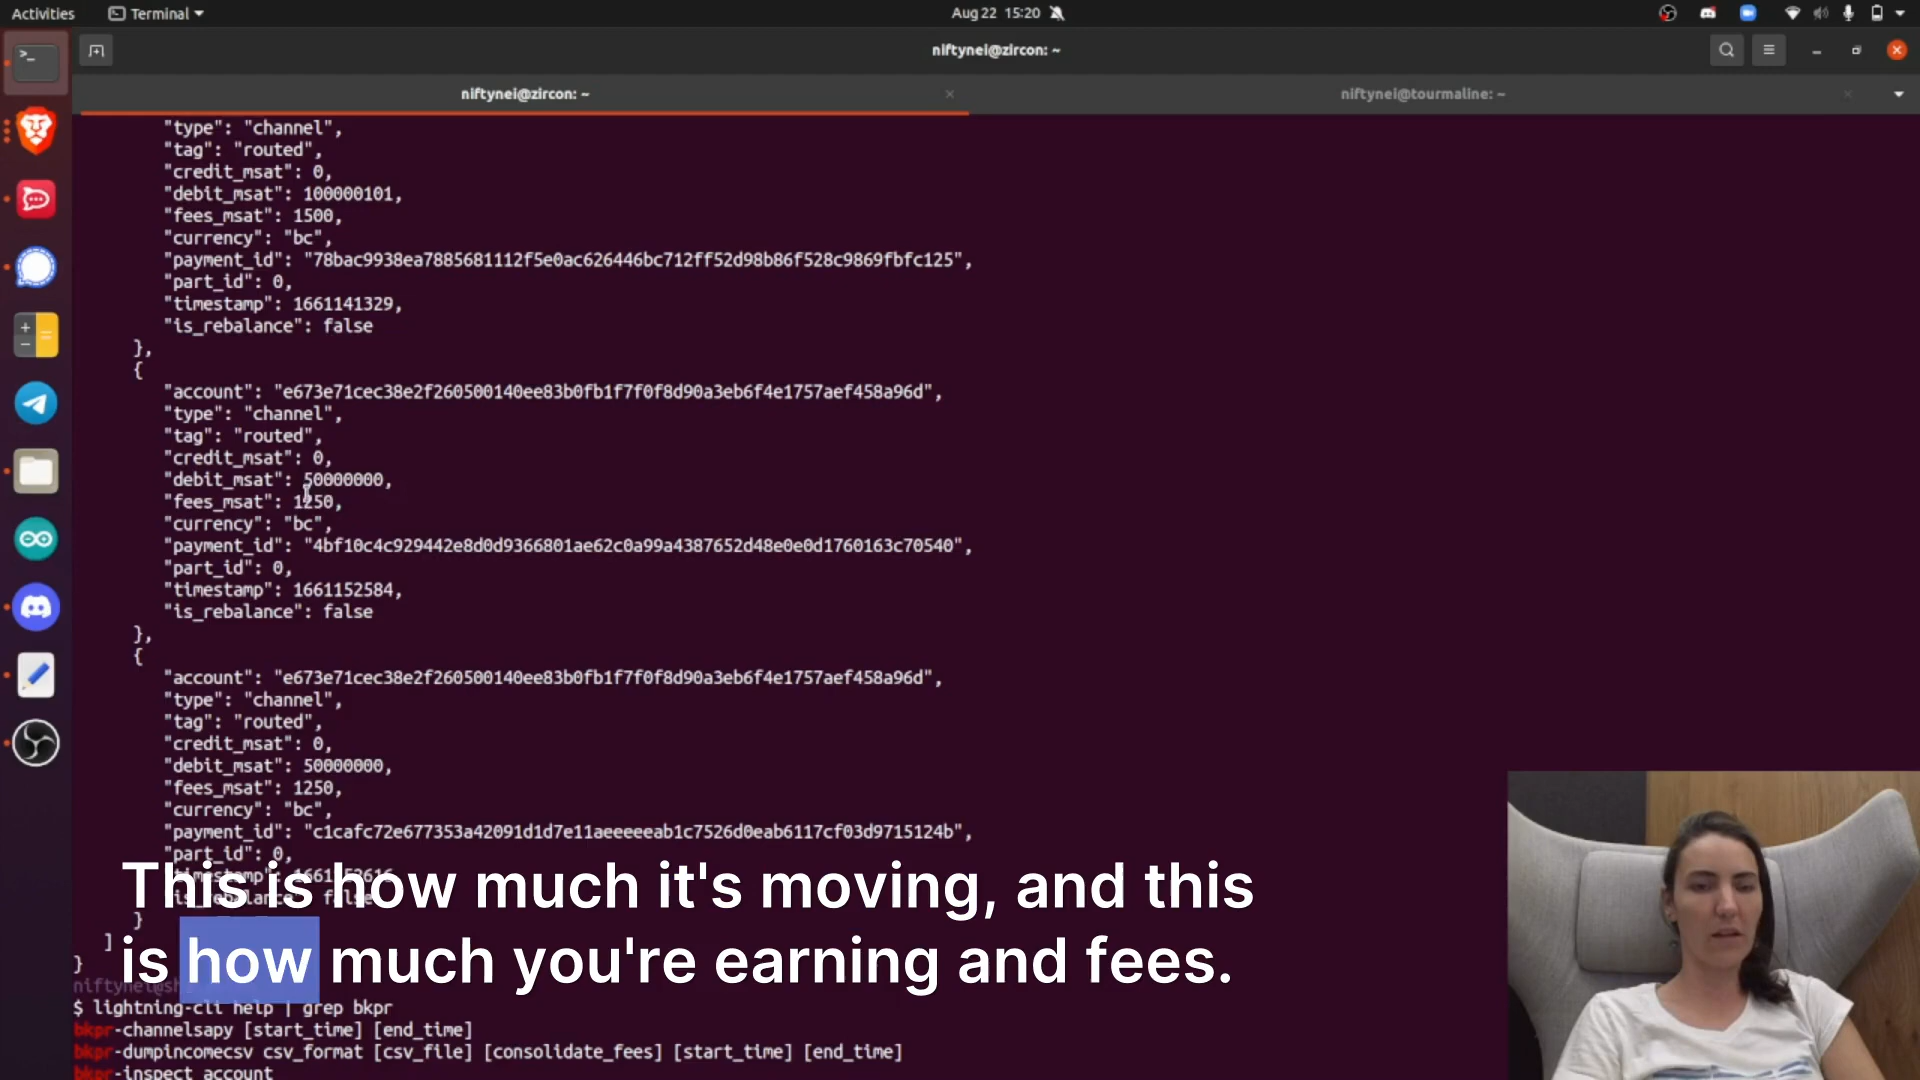 Activities
Terminal
Aug 22 15:20
niftynei@zircon: ~
niftynei@zircon: ~
niftynei@tourmaline: ~
"type": "channel",
"tag": "routed",
"credit_msat": 0,
"debit_msat": 100000101,
"fees_msat": 1500,
"currency": "bc",
"payment_id": "78bac9938ea7885681112f5e0ac626446bc712ff52d98b86f528c9869fbfc125",
"part_id": 0,
"timestamp": 1661141329,
"is_rebalance": false
},
{
"account": "e673e71cec38e2f260500140ee83b0fb1f7f0f8d90a3eb6f4e1757aef458a96d",
"type": "channel",
"tag": "routed",
"credit_msat": 0,
"debit_msat": 50000000,
"fees_msat": 1250,
"currency": "bc",
"payment_id": "4bf10c4c929442e8d0d9366801ae62c0a99a4387652d48e0e0d1760163c70540",
"part_id": 0,
"timestamp": 1661152584,
"is_rebalance": false
},
{
"account": "e673e71cec38e2f260500140ee83b0fb1f7f0f8d90a3eb6f4e1757aef458a96d",
"type": "channel",
"tag": "routed",
"credit_msat": 0,
"debit_msat": 50000000,
"fees_msat": 1250,
"currency": "bc",
"payment_id": "c1cafc72e677353a42091d1d7e11aeeeeeab1c7526d0eab6117cf03d9715124b",
"part_id": 0,
This is how much it's moving, and this
is how much you're earning and fees.
}
]
}
$ lightning-cli help | grep bkpr
bkpr-channelsapy [start_time] [end_time]
bkpr-dumpincomecsv csv_format [csv_file] [consolidate_fees] [start_time] [end_time]
bkpr-inspect account